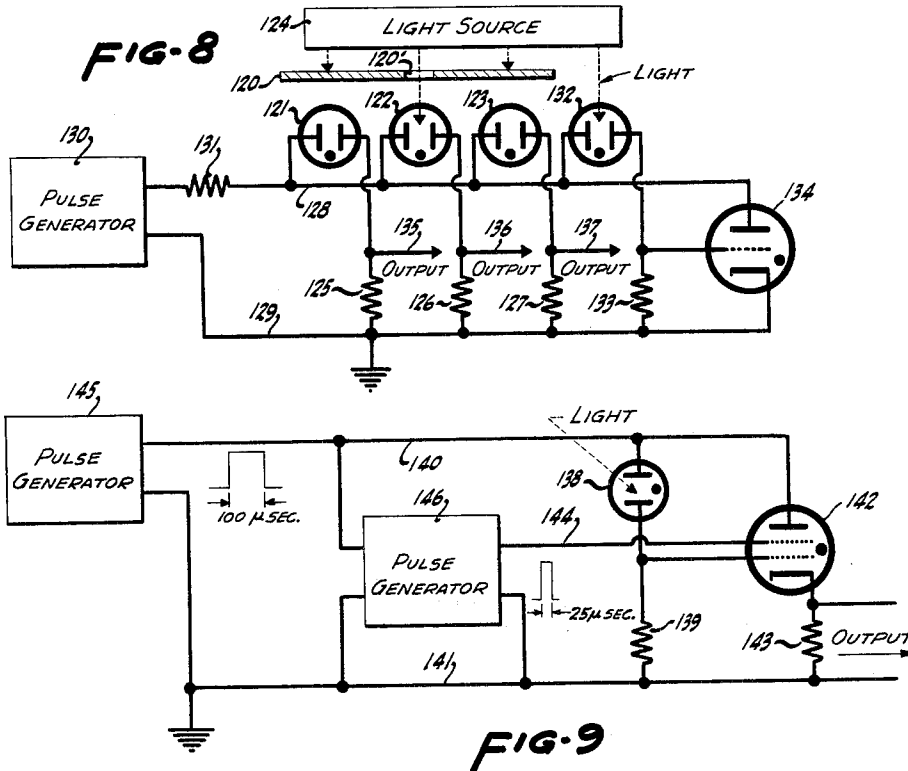 FIG-8
124
LIGHT SOURCE
120
120'
LIGHT
121
122
123
132
130
PULSE
GENERATOR
131
128
134
135
OUTPUT
136
OUTPUT
137
OUTPUT
125
126
127
133
129
145
PULSE
GENERATOR
100 μSEC.
140
LIGHT
138
146
PULSE
GENERATOR
144
142
25μSEC.
139
143
OUTPUT
141
FIG-9